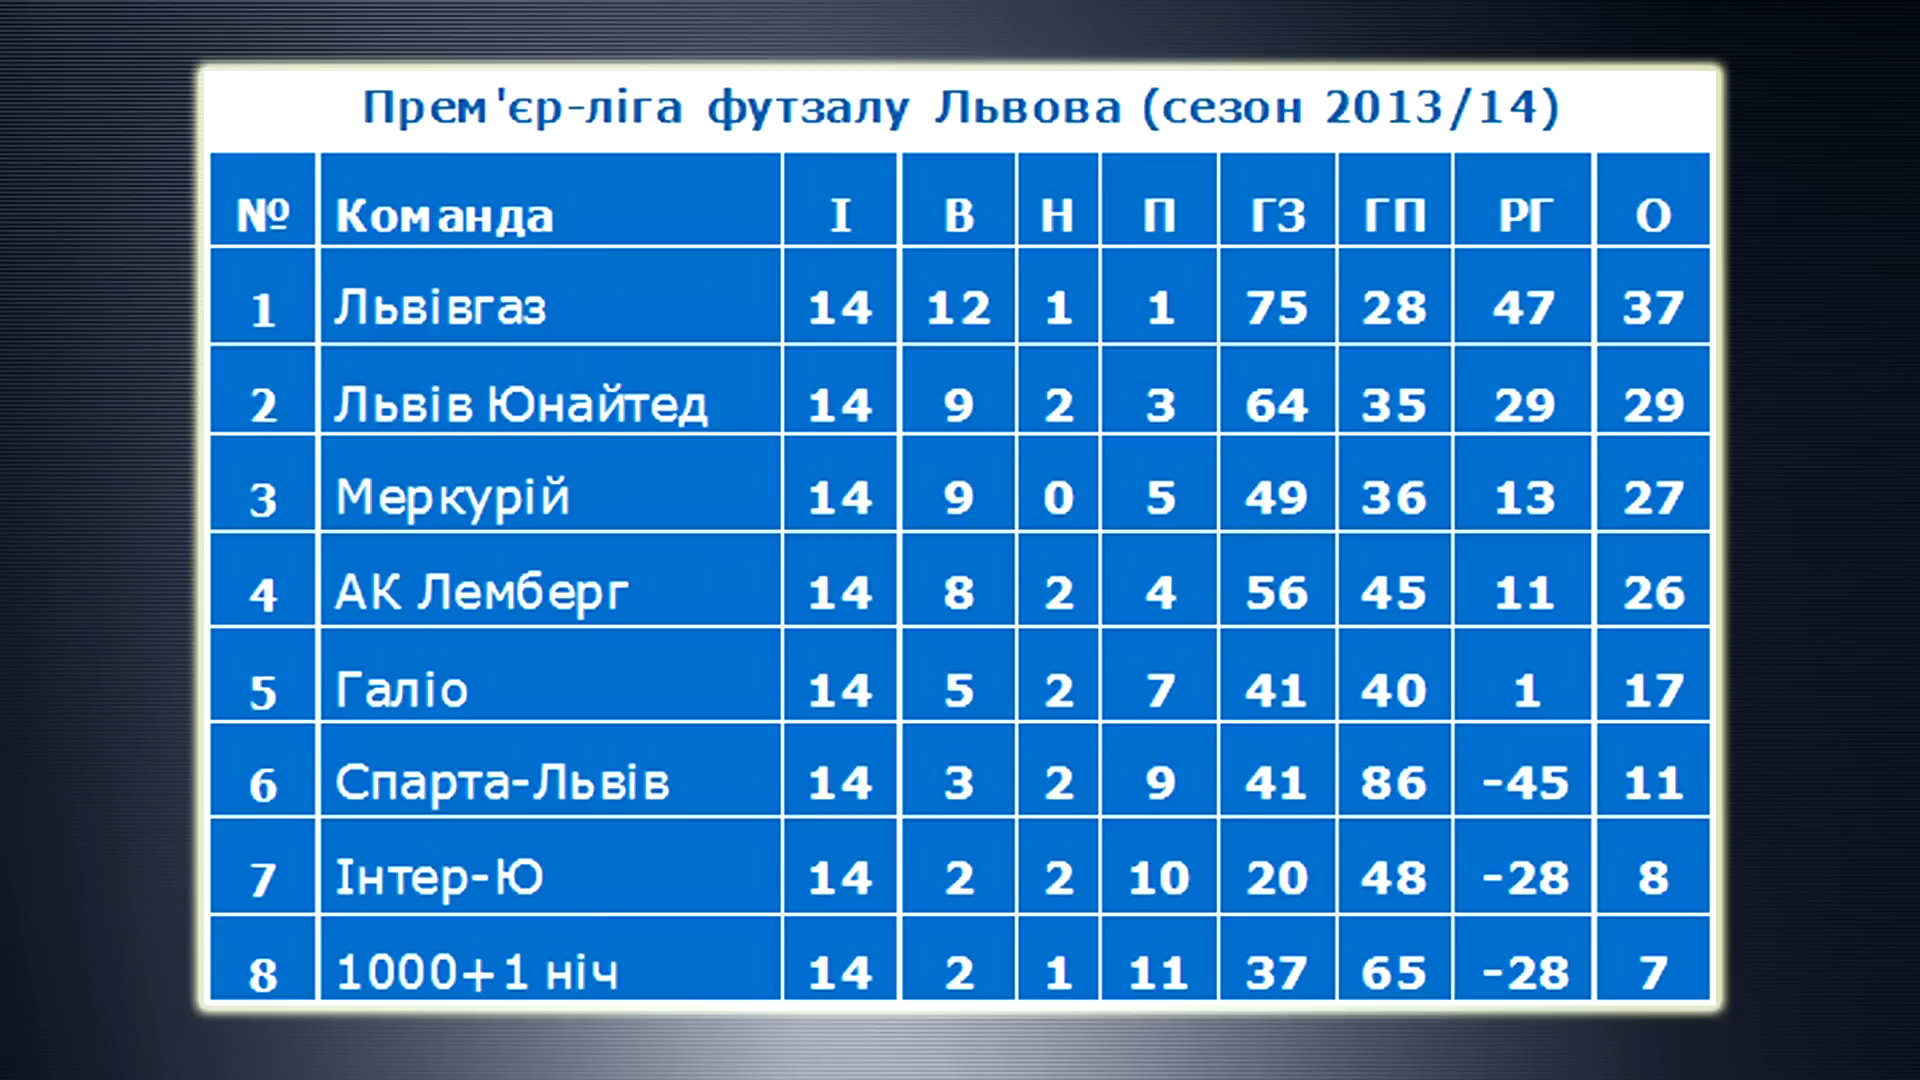 Прем'єр-ліга футзалу Львова (сезон 2013/14)
№ Команда І В Н П ГЗ ГП РГ О
1 Львівгаз 14 12 1 1 75 28 47 37
2 Львів Юнайтед 14 9 2 3 64 35 29 29
3 Меркурій 14 9 0 5 49 36 13 27
4 АК Лемберг 14 8 2 4 56 45 11 26
5 Галіо 14 5 2 7 41 40 1 17
6 Спарта-Львів 14 3 2 9 41 86 -45 11
7 Інтер-Ю 14 2 2 10 20 48 -28 8
8 1000+1 ніч 14 2 1 11 37 65 -28 7